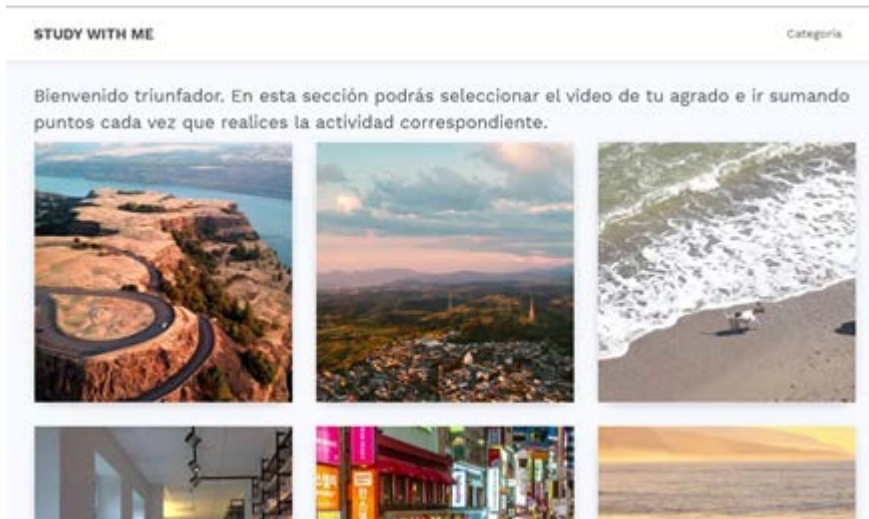 STUDY WITH ME
Categoría
Bienvenido triunfador. En esta sección podrás seleccionar el video de tu agrado e ir sumando
puntos cada vez que realices la actividad correspondiente.